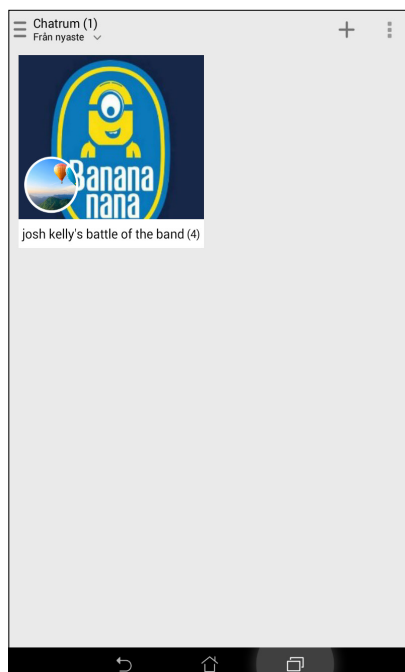 Chatrum (1)
Från nyaste
Banana
nana
josh kelly's battle of the band (4)